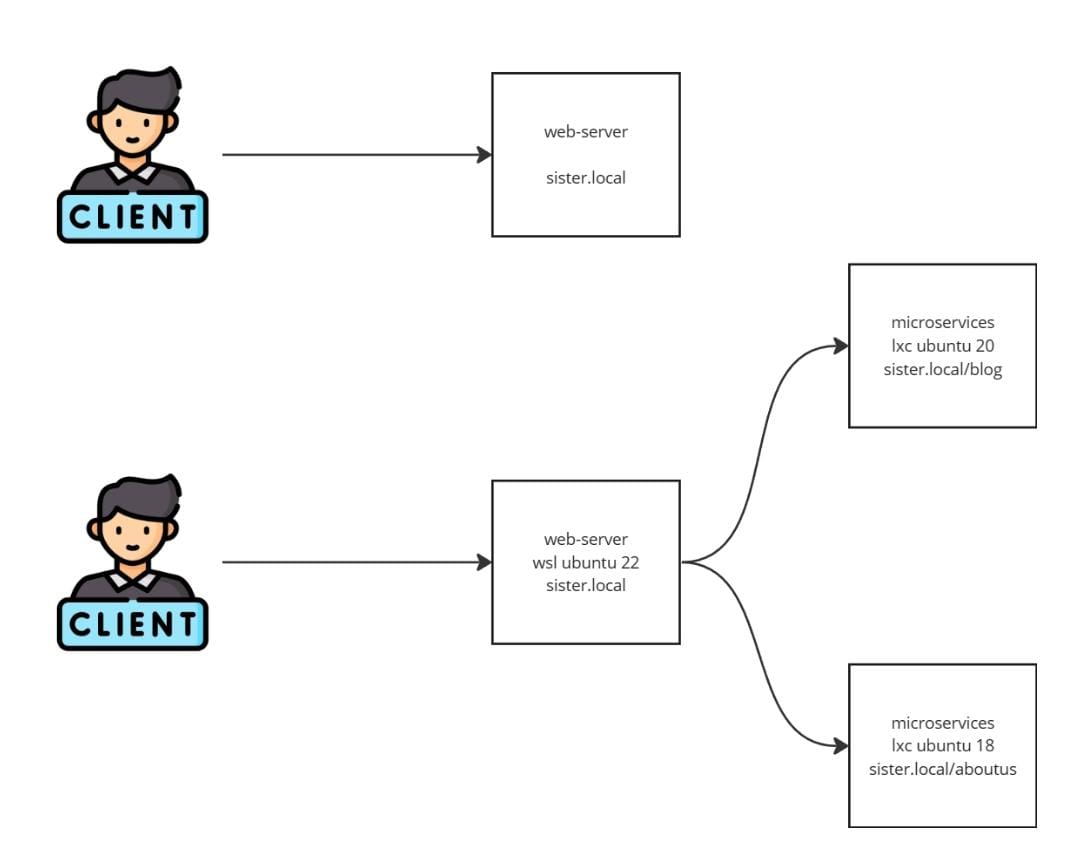 CLIENT
web-server
sister.local
microservices
lxc ubuntu 20
sister.local/blog
CLIENT
web-server
wsl ubuntu 22
sister.local
microservices
lxc ubuntu 18
sister.local/aboutus